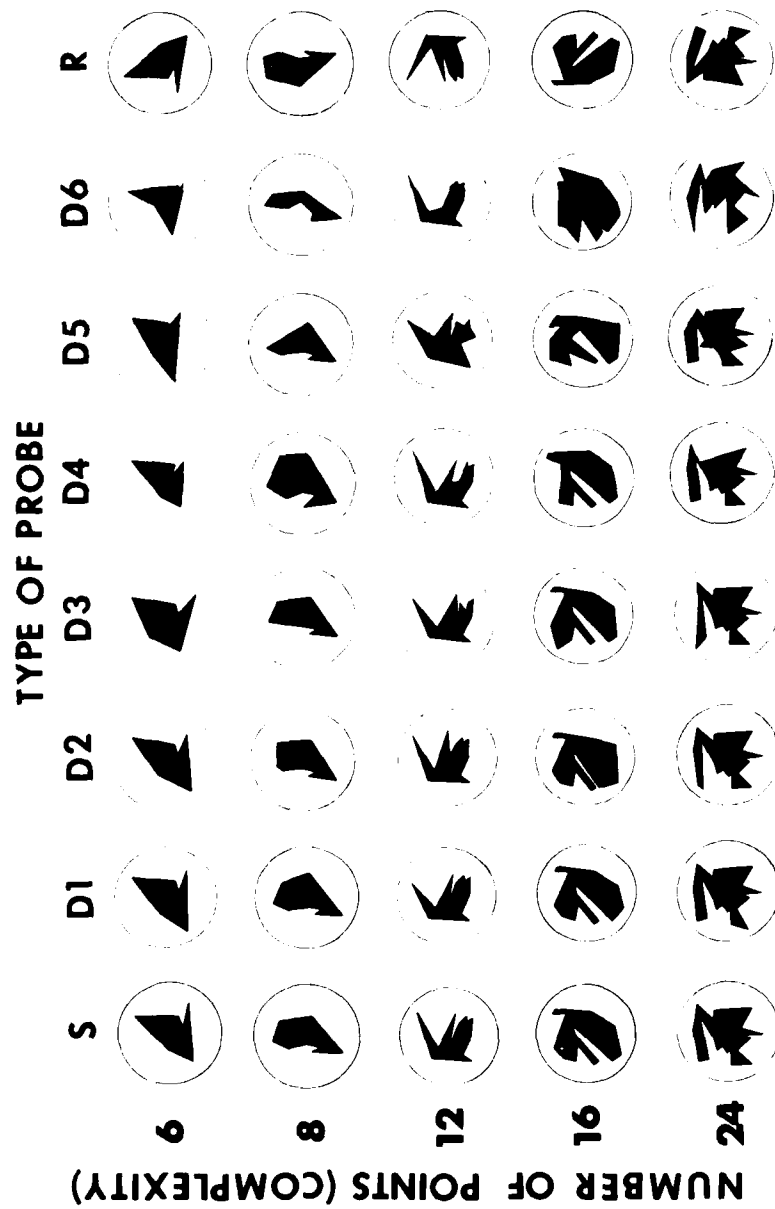 TYPE OF PROBE
S D1 D2 D3 D4 D5 D6 R
6
8
12
16
24
NUMBER OF POINTS (COMPLEXITY)